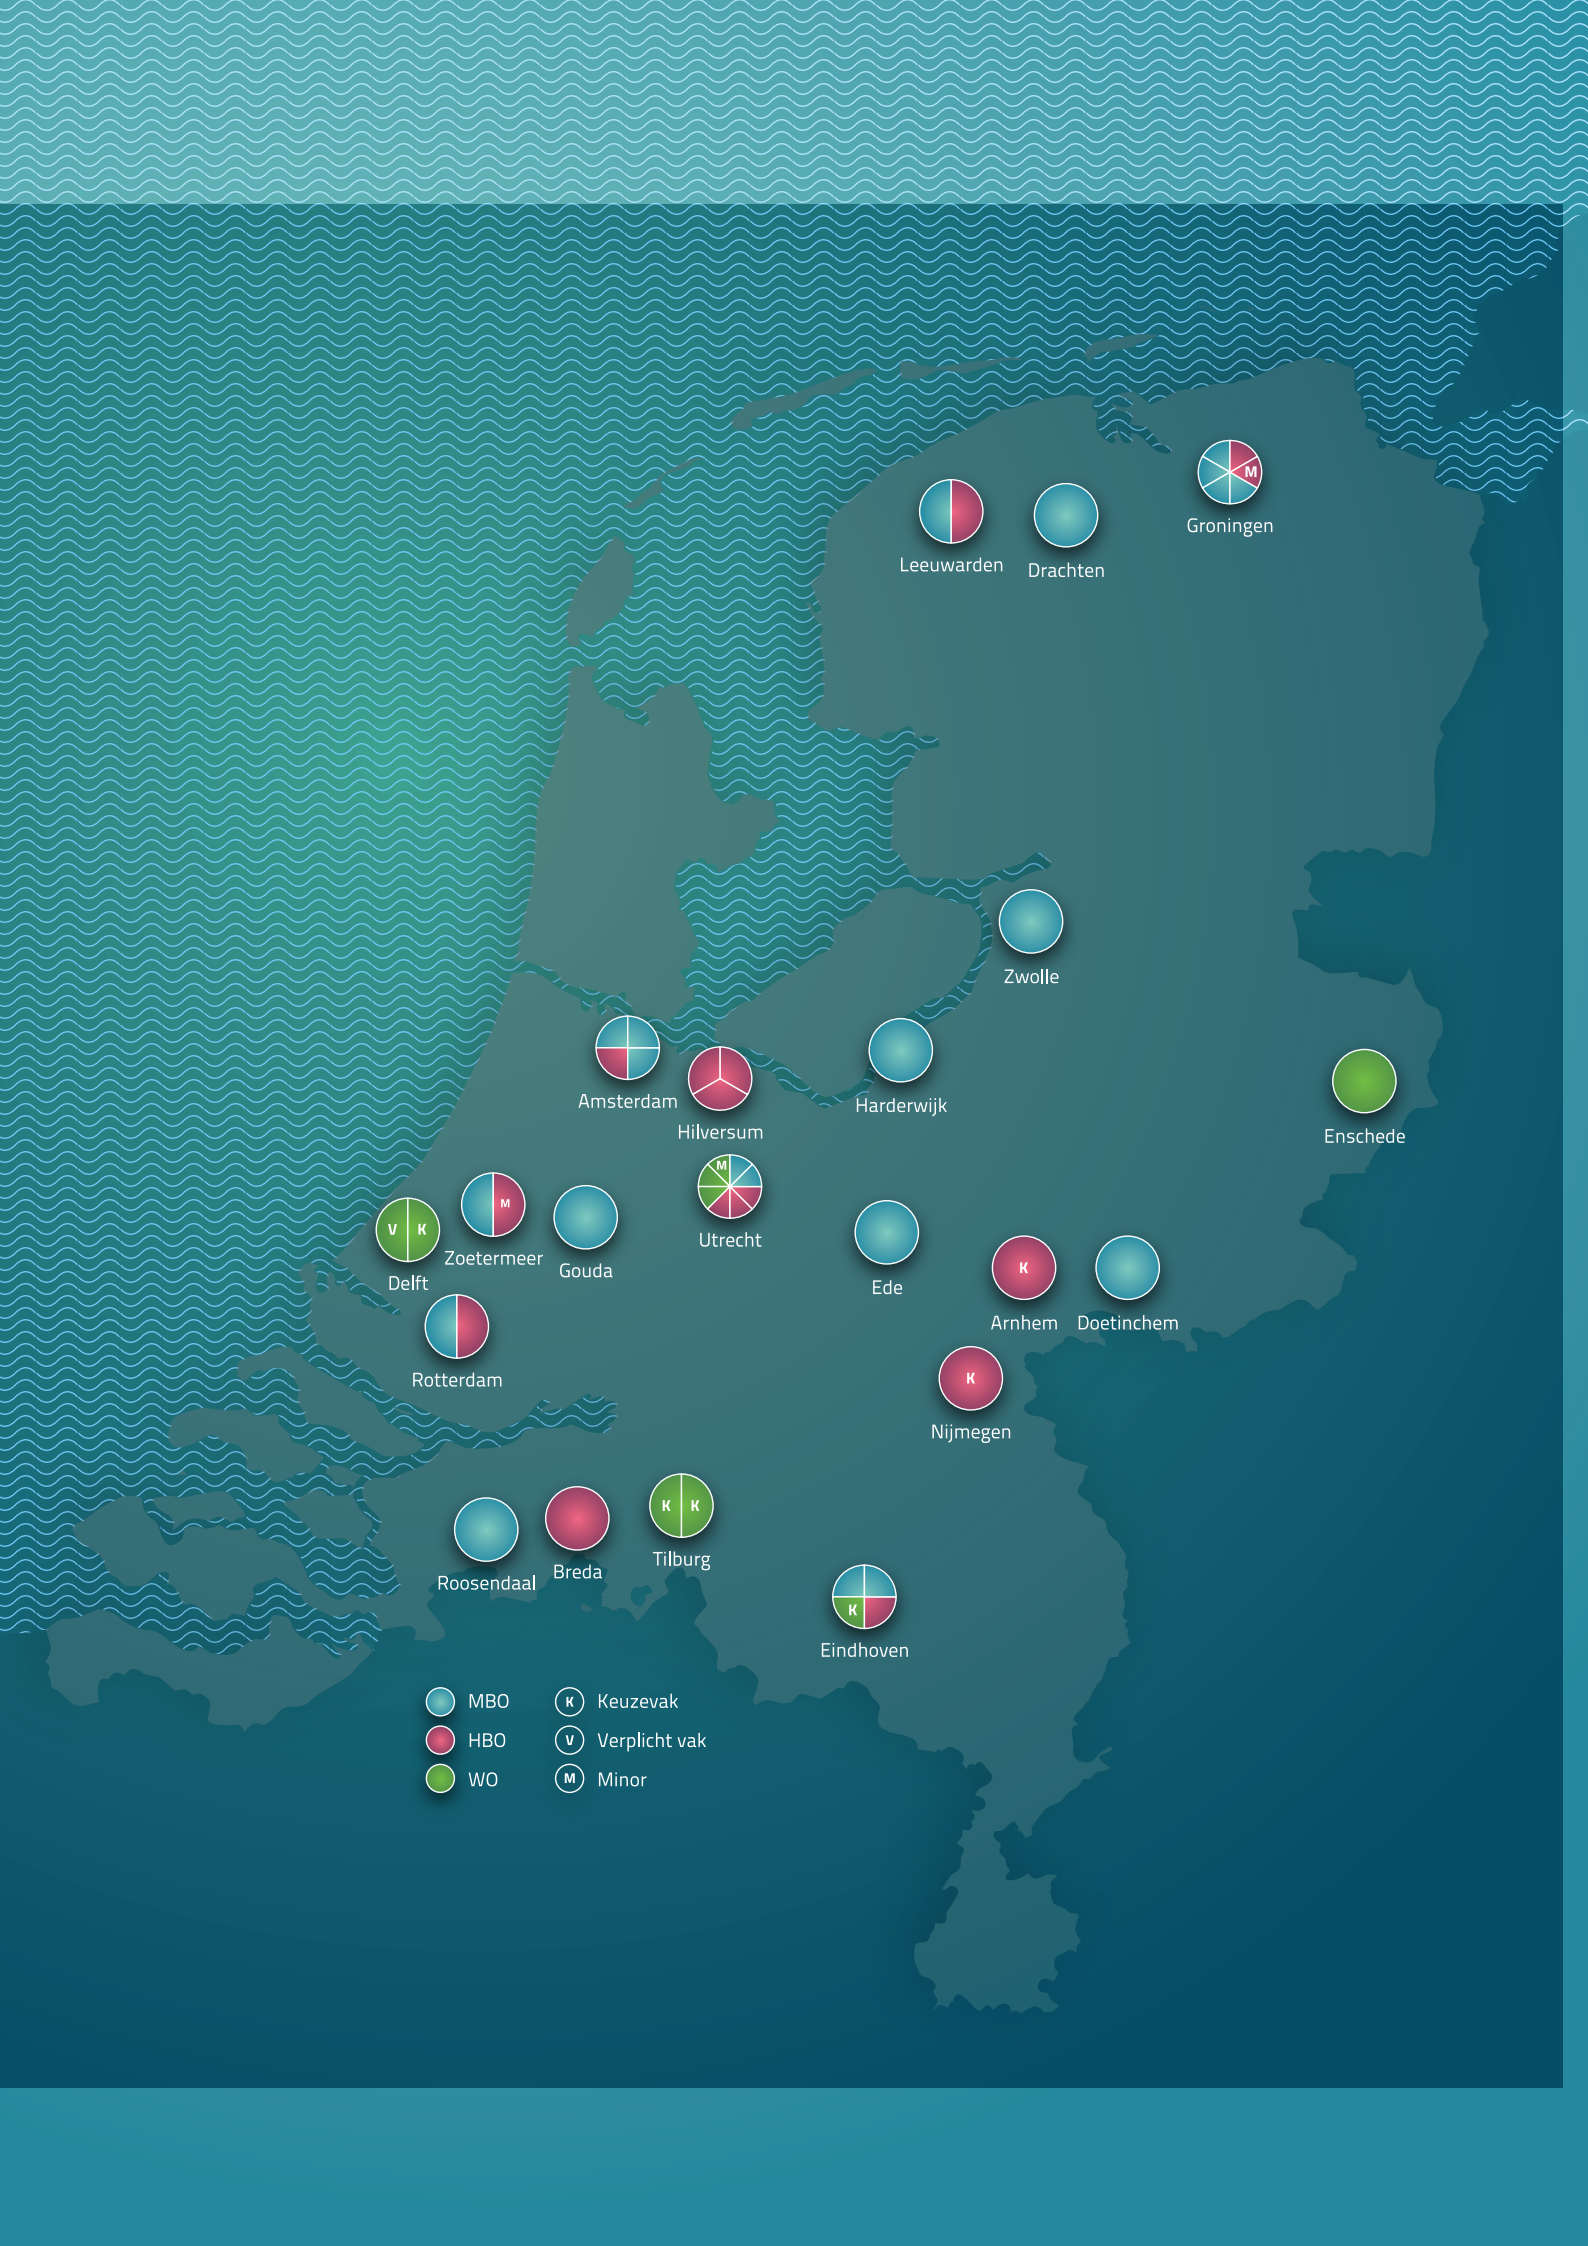 M
Groningen
Leeuwarden
Drachten
Zwolle
Amsterdam
Hilversum
Harderwijk
Enschede
M
Utrecht
M
Zoetermeer
V K
Delft
Gouda
Ede
K
Arnhem
Doetinchem
Rotterdam
K
Nijmegen
K K
Tilburg
Roosendaal
Breda
K
Eindhoven
MBO
HBO
WO
K Keuzevak
V Verplicht vak
M Minor